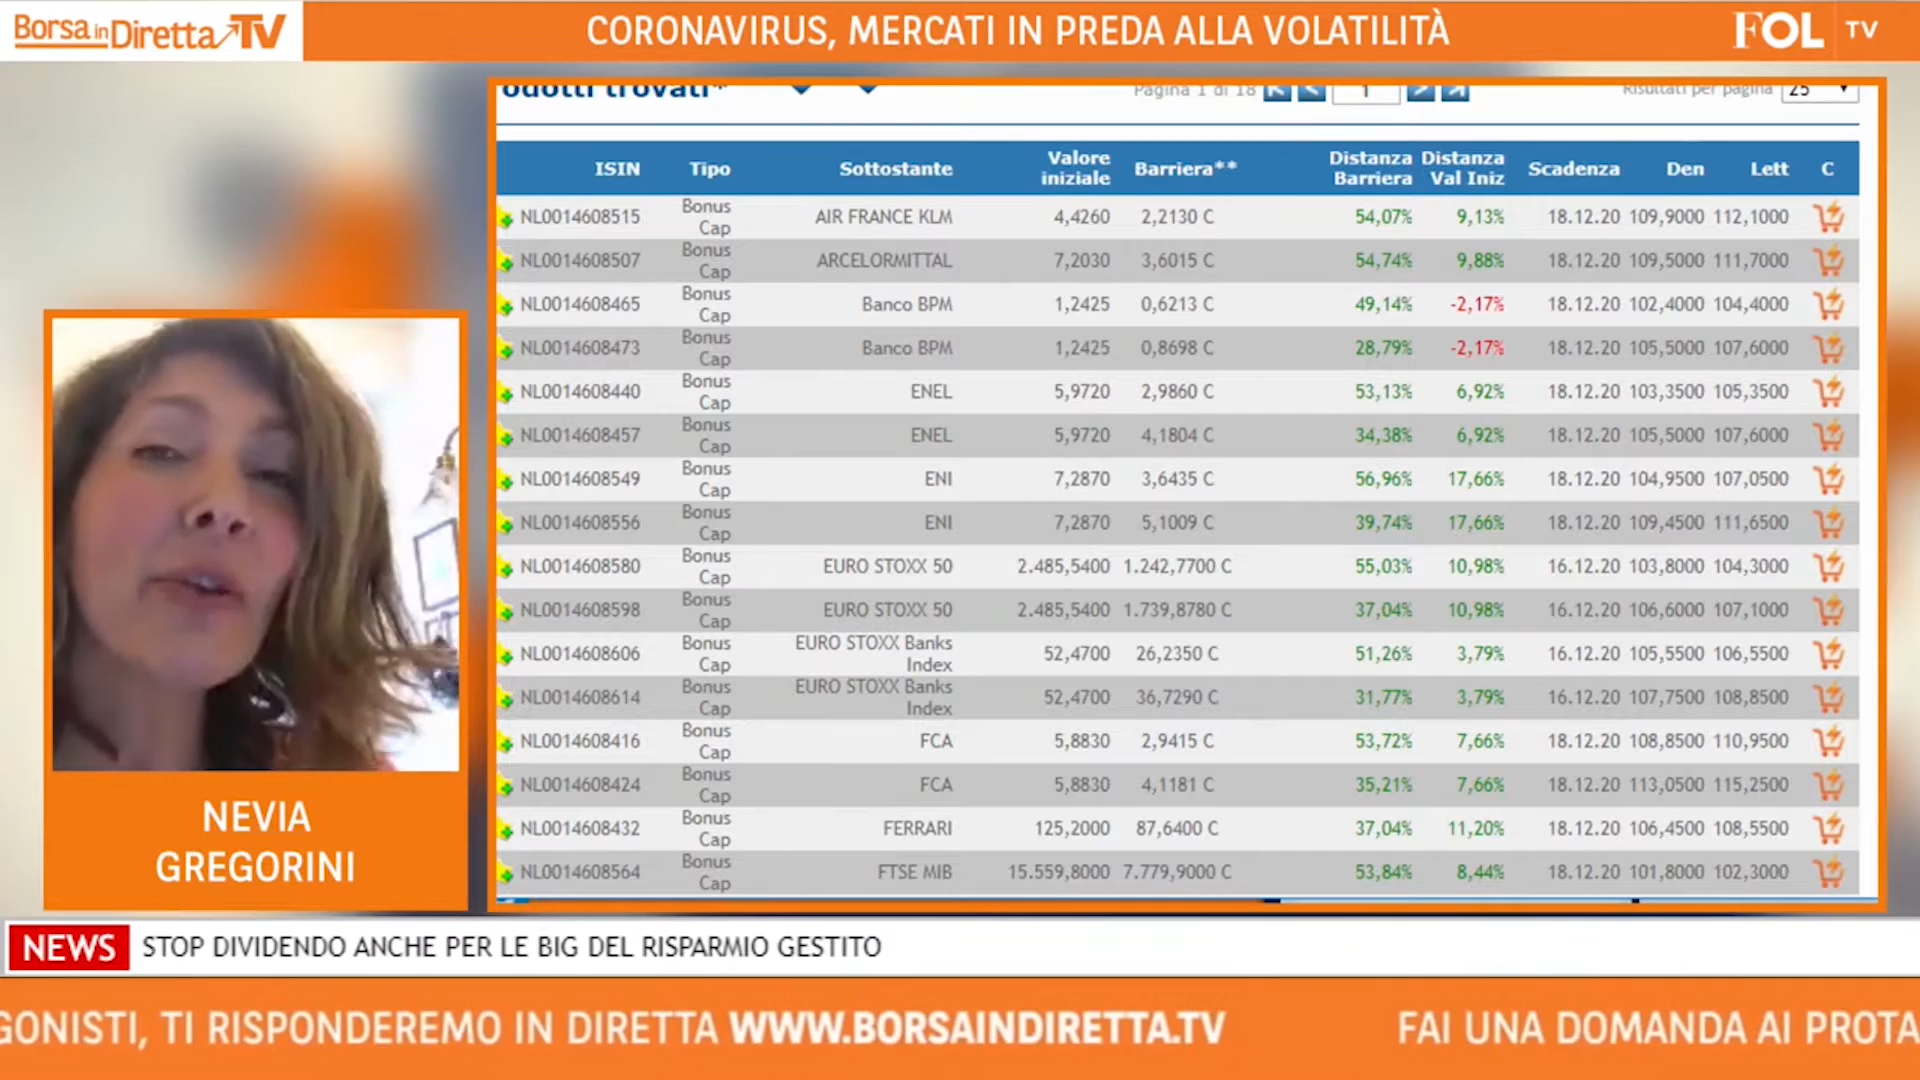 Borsa in Diretta TV
CORONAVIRUS, MERCATI IN PREDA ALLA VOLATILITÀ
FOL TV
odotti trovati*
Pagina 1 di 18
1
Risultati per pagina 25
ISIN Tipo Sottostante Valore iniziale Barriera** Distanza Barriera Distanza Val Iniz Scadenza Den Lett C
NL0014608515 Bonus Cap AIR FRANCE KLM 4,4260 2,2130 C 54,07% 9,13% 18.12.20 109,9000 112,1000
NL0014608507 Bonus Cap ARCELORMITTAL 7,2030 3,6015 C 54,74% 9,88% 18.12.20 109,5000 111,7000
NL0014608465 Bonus Cap Banco BPM 1,2425 0,6213 C 49,14% -2,17% 18.12.20 102,4000 104,4000
NL0014608473 Bonus Cap Banco BPM 1,2425 0,8698 C 28,79% -2,17% 18.12.20 105,5000 107,6000
NL0014608440 Bonus Cap ENEL 5,9720 2,9860 C 53,13% 6,92% 18.12.20 103,3500 105,3500
NL0014608457 Bonus Cap ENEL 5,9720 4,1804 C 34,38% 6,92% 18.12.20 105,5000 107,6000
NL0014608549 Bonus Cap ENI 7,2870 3,6435 C 56,96% 17,66% 18.12.20 104,9500 107,0500
NL0014608556 Bonus Cap ENI 7,2870 5,1009 C 39,74% 17,66% 18.12.20 109,4500 111,6500
NL0014608580 Bonus Cap EURO STOXX 50 2.485,5400 1.242,7700 C 55,03% 10,98% 16.12.20 103,8000 104,3000
NL0014608598 Bonus Cap EURO STOXX 50 2.485,5400 1.739,8780 C 37,04% 10,98% 16.12.20 106,6000 107,1000
NL0014608606 Bonus Cap EURO STOXX Banks Index 52,4700 26,2350 C 51,26% 3,79% 16.12.20 105,5500 106,5500
NL0014608614 Bonus Cap EURO STOXX Banks Index 52,4700 36,7290 C 31,77% 3,79% 16.12.20 107,7500 108,8500
NL0014608416 Bonus Cap FCA 5,8830 2,9415 C 53,72% 7,66% 18.12.20 108,8500 110,9500
NL0014608424 Bonus Cap FCA 5,8830 4,1181 C 35,21% 7,66% 18.12.20 113,0500 115,2500
NL0014608432 Bonus Cap FERRARI 125,2000 87,6400 C 37,04% 11,20% 18.12.20 106,4500 108,5500
NL0014608564 Bonus Cap FTSE MIB 15.559,8000 7.779,9000 C 53,84% 8,44% 18.12.20 101,8000 102,3000
NEVIA
GREGORINI
NEWS STOP DIVIDENDO ANCHE PER LE BIG DEL RISPARMIO GESTITO
GONISTI, TI RISPONDEREMO IN DIRETTA WWW.BORSAINDIRETTA.TV FAI UNA DOMANDA AI PROTA